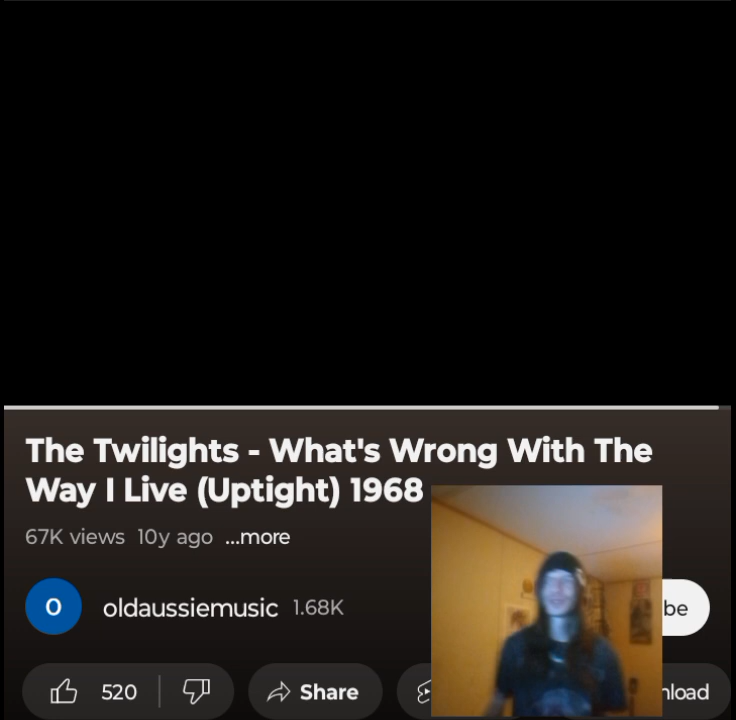 The Twilights - What's Wrong With The
Way I Live (Uptight) 1968
67K views 10y ago ...more
O oldaussiemusic 1.68K be
520 Share nload